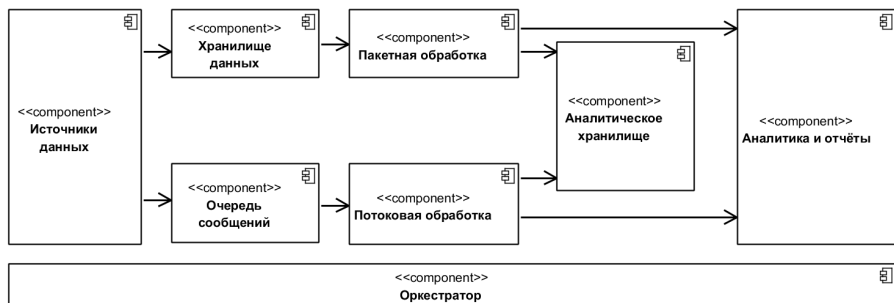 <<component>>
Источники
данных
<<component>>
Хранилище
данных
<<component>>
Пакетная обработка
<<component>>
Аналитическое
хранилище
<<component>>
Аналитика и отчёты
<<component>>
Очередь
сообщений
<<component>>
Потоковая обработка
<<component>>
Оркестратор